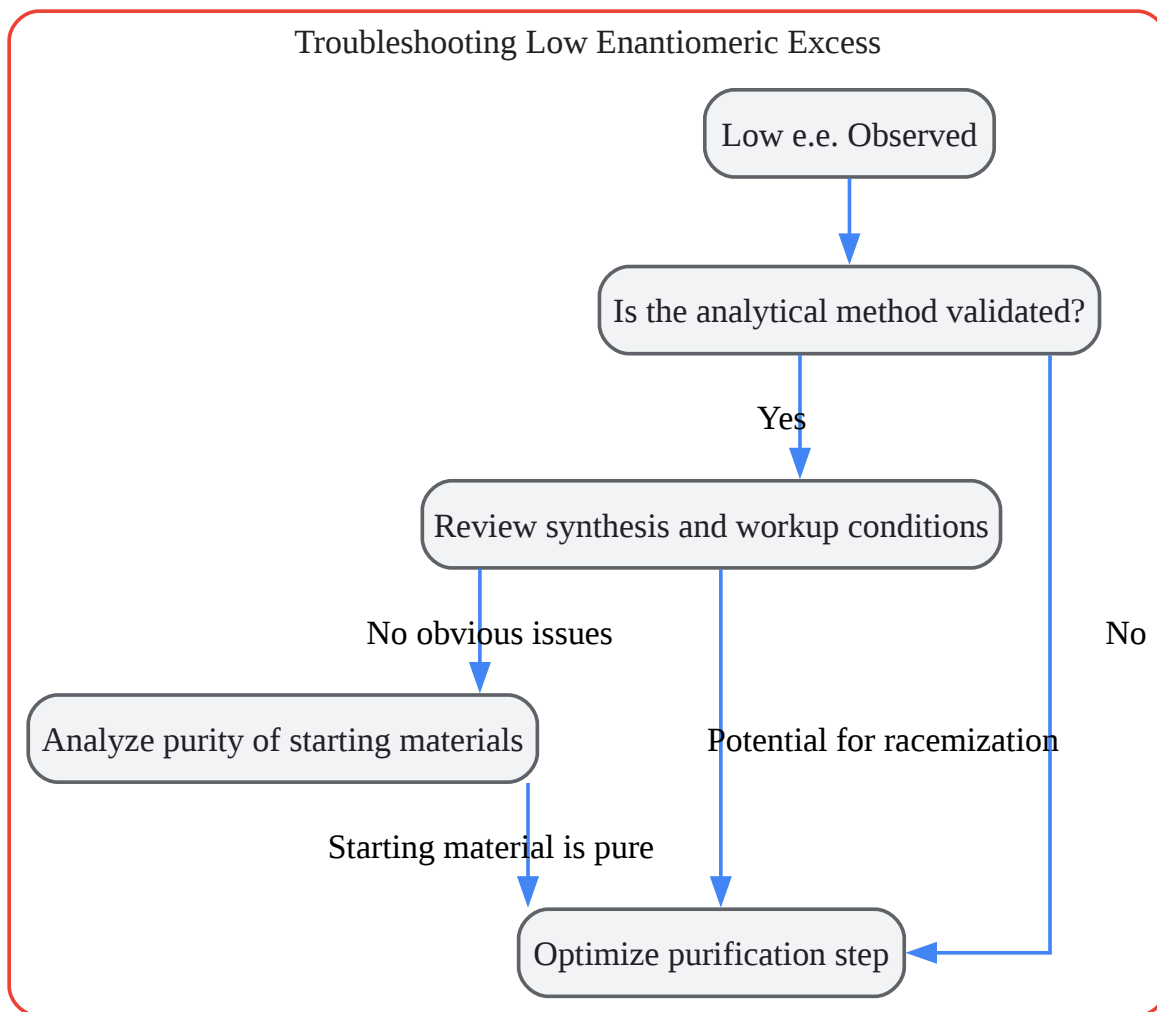 Troubleshooting Low Enantiomeric Excess
Low e.e. Observed
Is the analytical method validated?
Yes
Review synthesis and workup conditions
No obvious issues
No
Analyze purity of starting materials
Potential for racemization
Starting material is pure
Optimize purification step